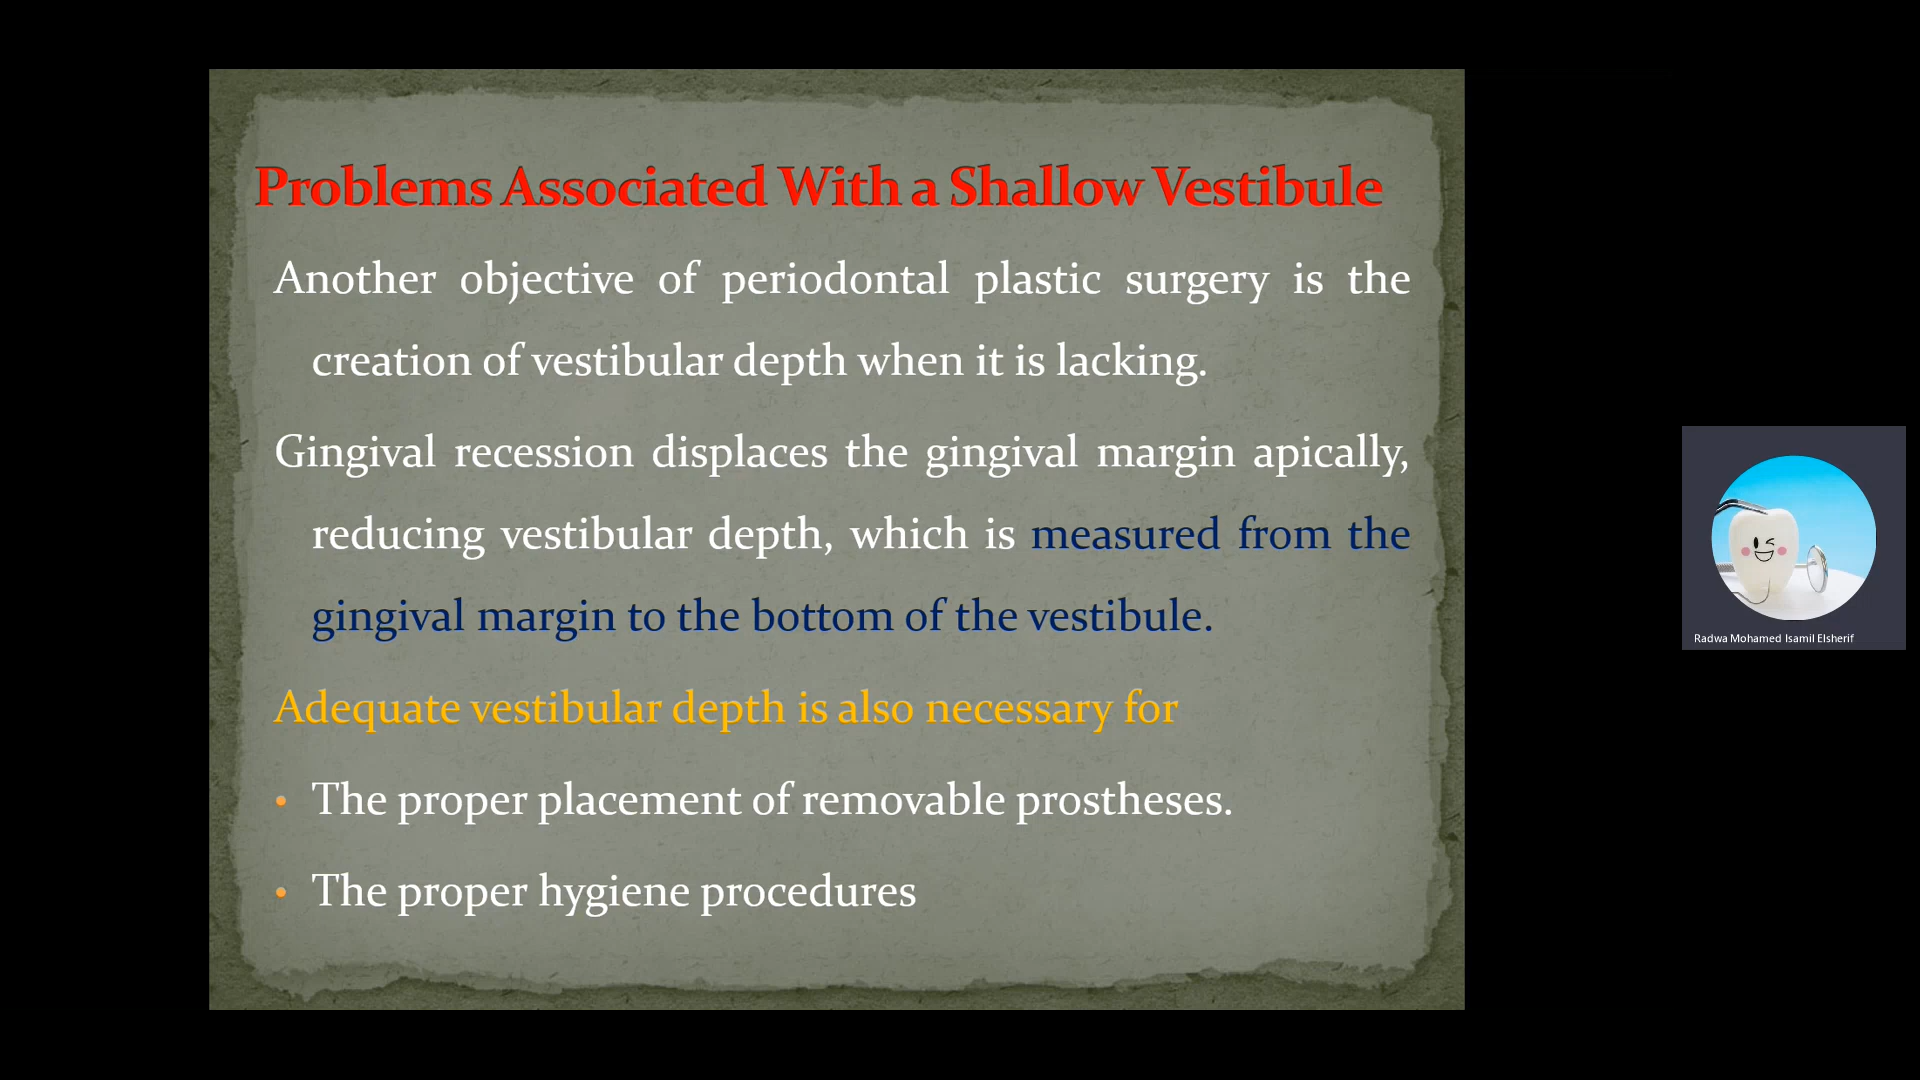 Problems Associated With a Shallow Vestibule
Another objective of periodontal plastic surgery is the
creation of vestibular depth when it is lacking.
Gingival recession displaces the gingival margin apically,
reducing vestibular depth, which is measured from the
gingival margin to the bottom of the vestibule.
Adequate vestibular depth is also necessary for
• The proper placement of removable prostheses.
• The proper hygiene procedures
Radwa Mohamed Isamil Elsherif